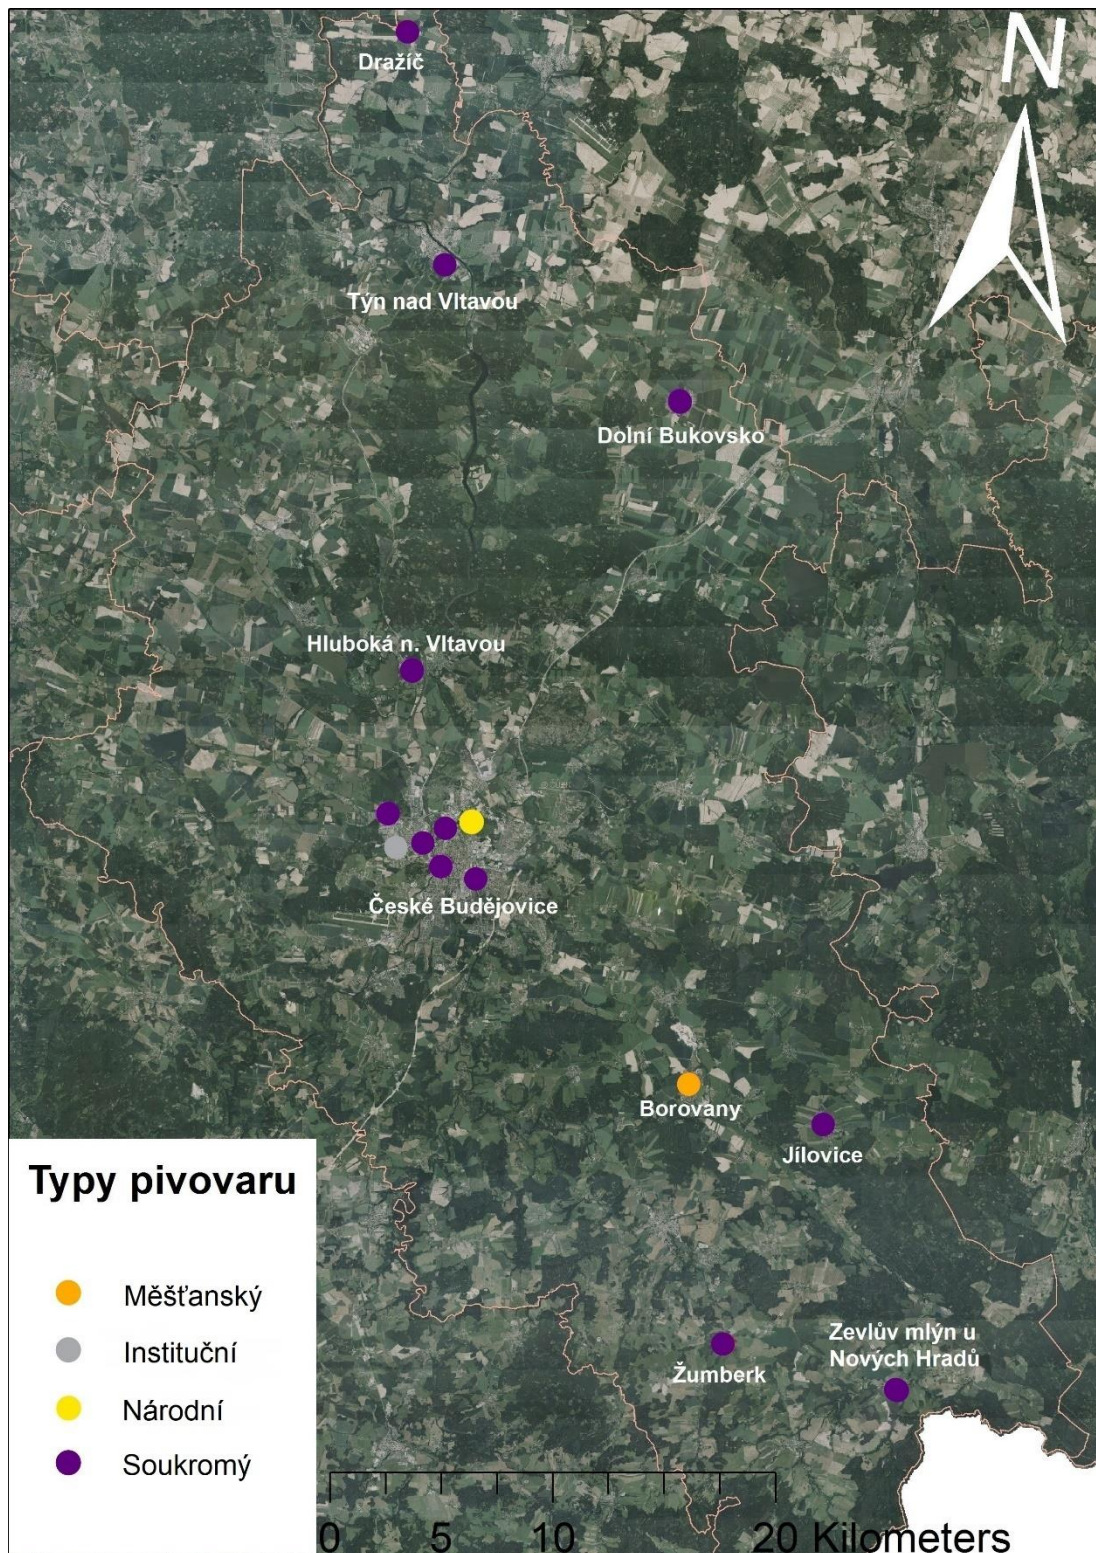 N
Dražíč
Týn nad Vltavou
Dolní Bukovsko
Hluboká n. Vltavou
České Budějovice
Borovany
Jílovice
Žumberk
Zevlův mlýn u
Nových Hradů
Typy pivovaru
Měšťanský
Instituční
Národní
Soukromý
0 5 10 20 Kilometers